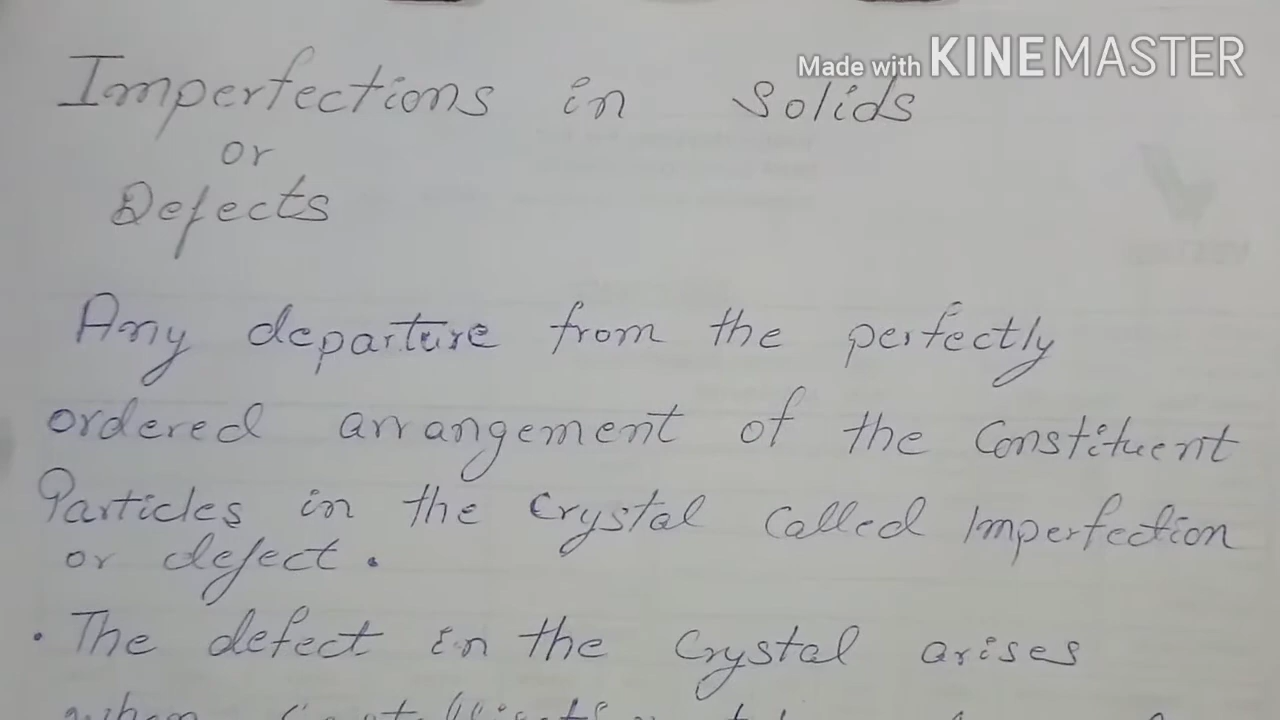 Made with KINEMASTER
Imperfections in Solids
or
Defects
Any departure from the perfectly
ordered arrangement of the Constituent
Particles in the Crystal Called Imperfection
or defect.
• The defect in the Crystal arises
when